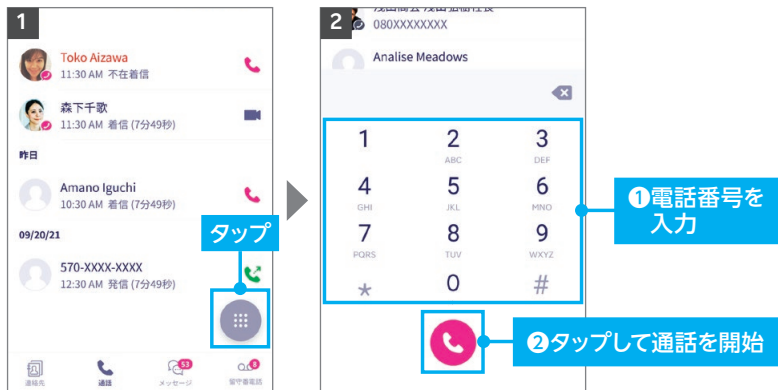 1
Toko Aizawa
11:30 AM 不在着信
森下千歌
11:30 AM 着信 (7分49秒)
昨日
Amano Iguchi
10:30 AM 着信 (7分49秒)
09/20/21
タップ
570-XXXX-XXXX
12:30 AM 発信 (7分49秒)
53
8
連絡先
通話
メッセージ
留守番電話
2
080XXXXXXXX
Analise Meadows
1
2
ABC
3
DEF
4
GHI
5
JKL
6
MNO
7
PQRS
8
TUV
9
WXYZ
*
0
#
❶電話番号を
入力
❷タップして通話を開始